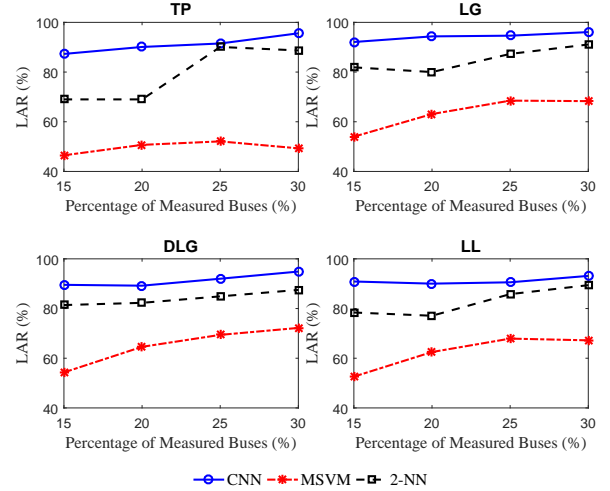 TP
LG
LAR (%)
100
80
60
40
15 20 25 30
Percentage of Measured Buses (%)
LAR (%)
100
80
60
40
15 20 25 30
Percentage of Measured Buses (%)
DLG
LL
LAR (%)
100
80
60
40
15 20 25 30
Percentage of Measured Buses (%)
LAR (%)
100
80
60
40
15 20 25 30
Percentage of Measured Buses (%)
CNN MSVM 2-NN